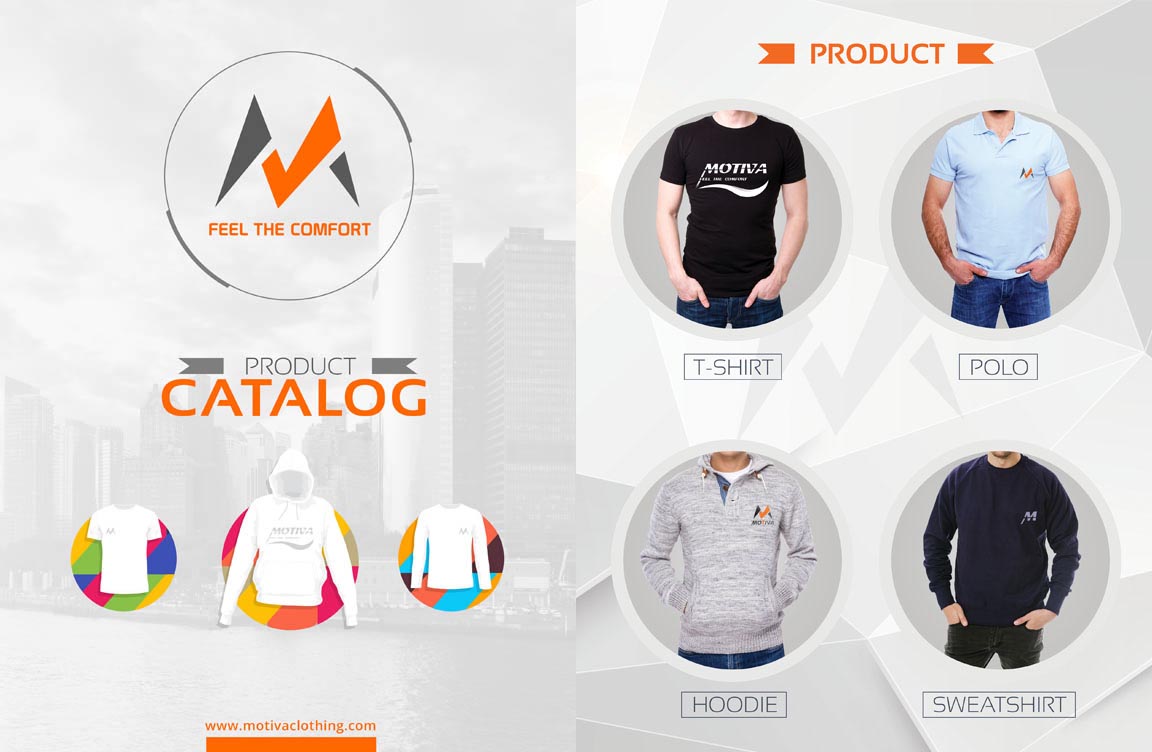 FEEL THE COMFORT
PRODUCT
CATALOG
MOTIVA
www.motivaclothing.com
PRODUCT
MOTIVA
FEEL THE COMFORT
T-SHIRT
POLO
MOTIVA
HOODIE
SWEATSHIRT